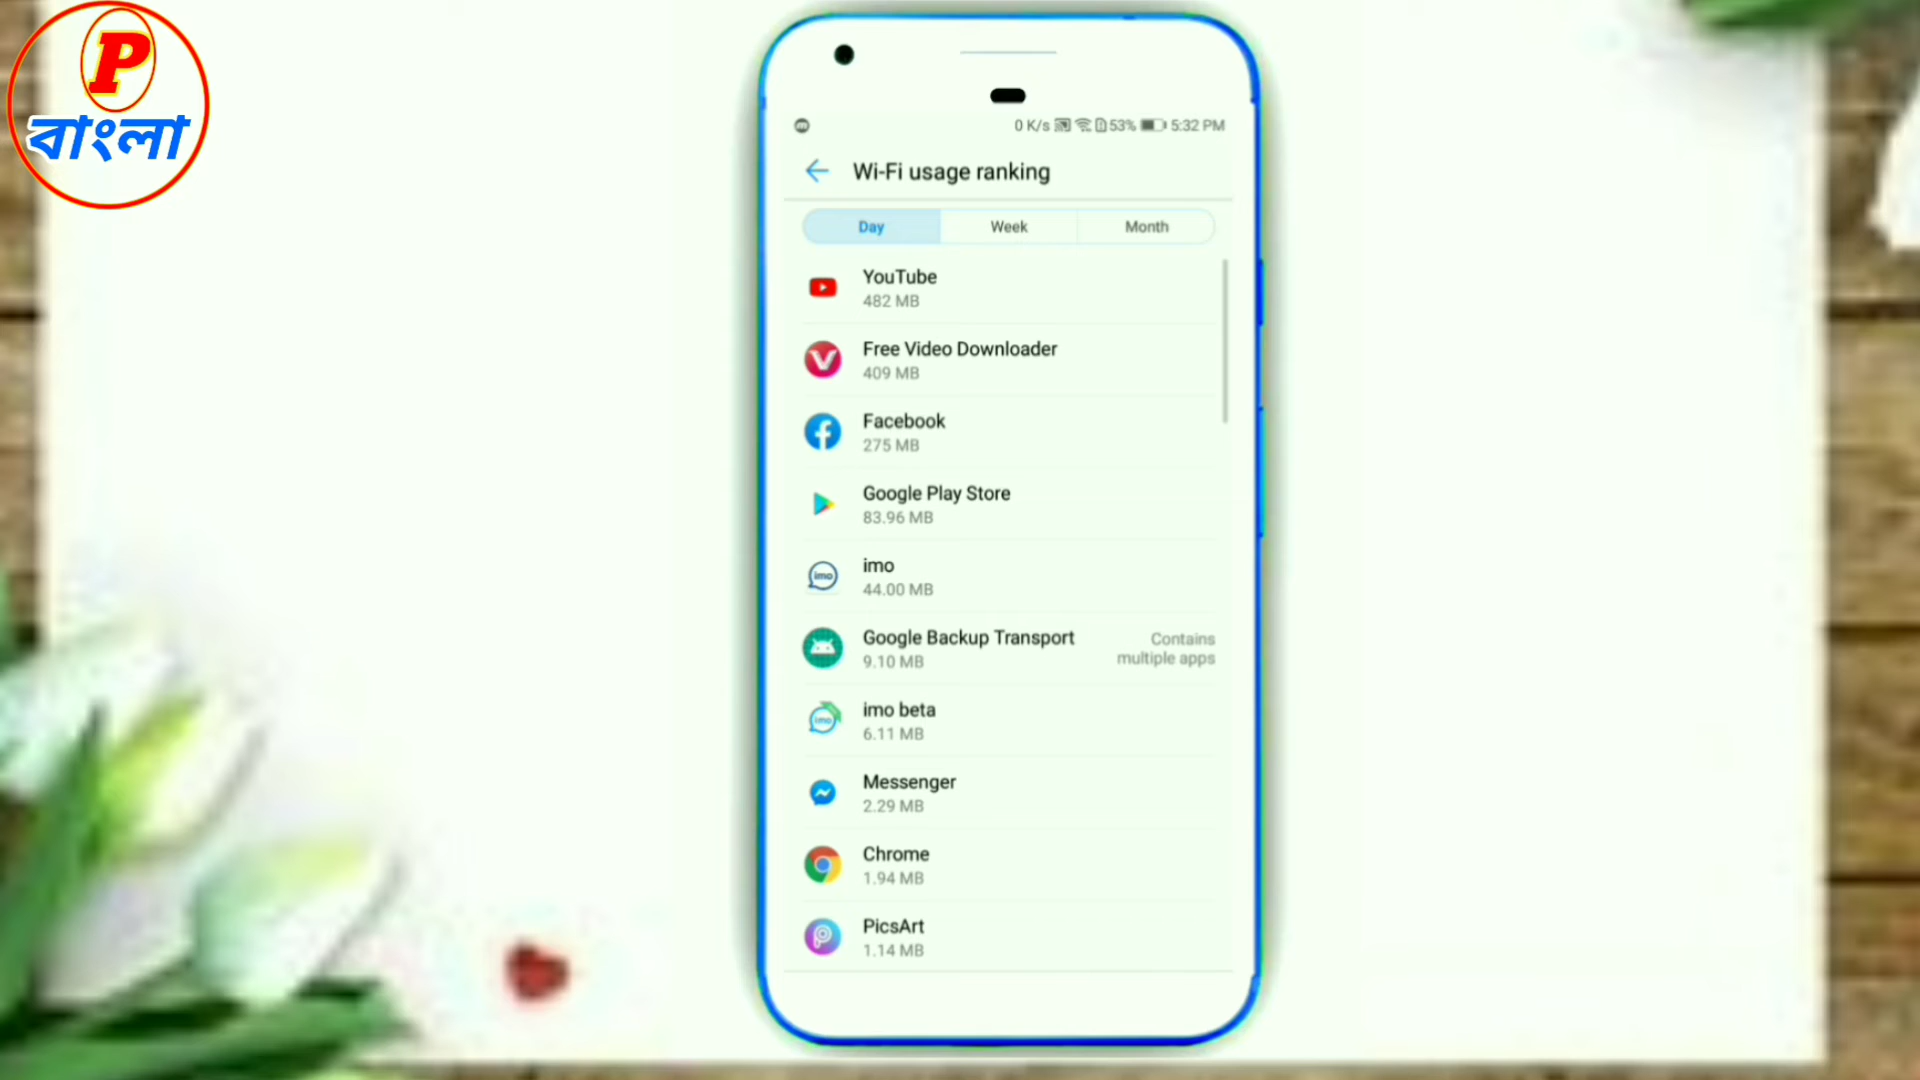 P
বাংলা
0 K/s 53% 5:32 PM
Wi-Fi usage ranking
Day Week Month
YouTube
482 MB
Free Video Downloader
409 MB
Facebook
275 MB
Google Play Store
83.96 MB
imo
imo
44.00 MB
Google Backup Transport
9.10 MB
Contains
multiple apps
imo
imo beta
6.11 MB
Messenger
2.29 MB
Chrome
1.94 MB
PicsArt
1.14 MB